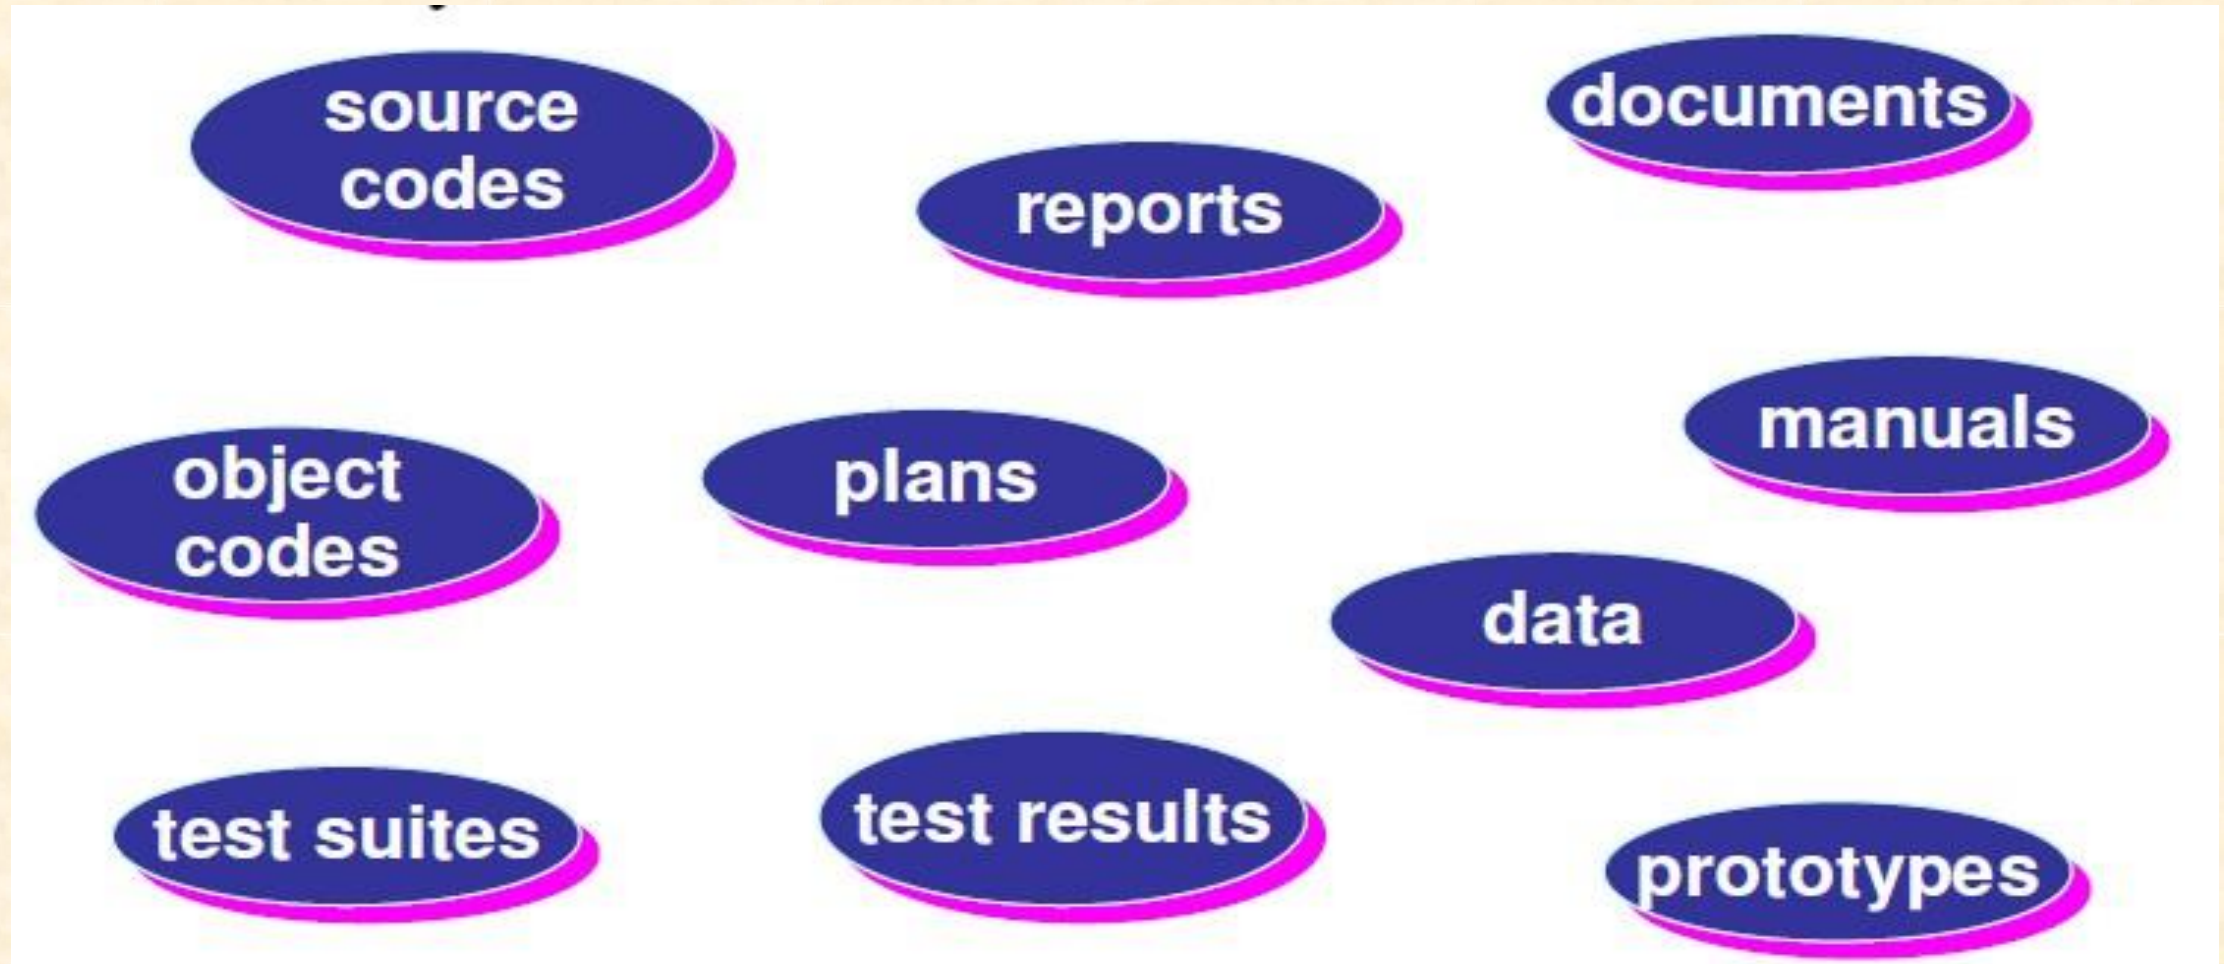 source
codes
documents
reports
manuals
object
codes
plans
data
test suites
test results
prototypes